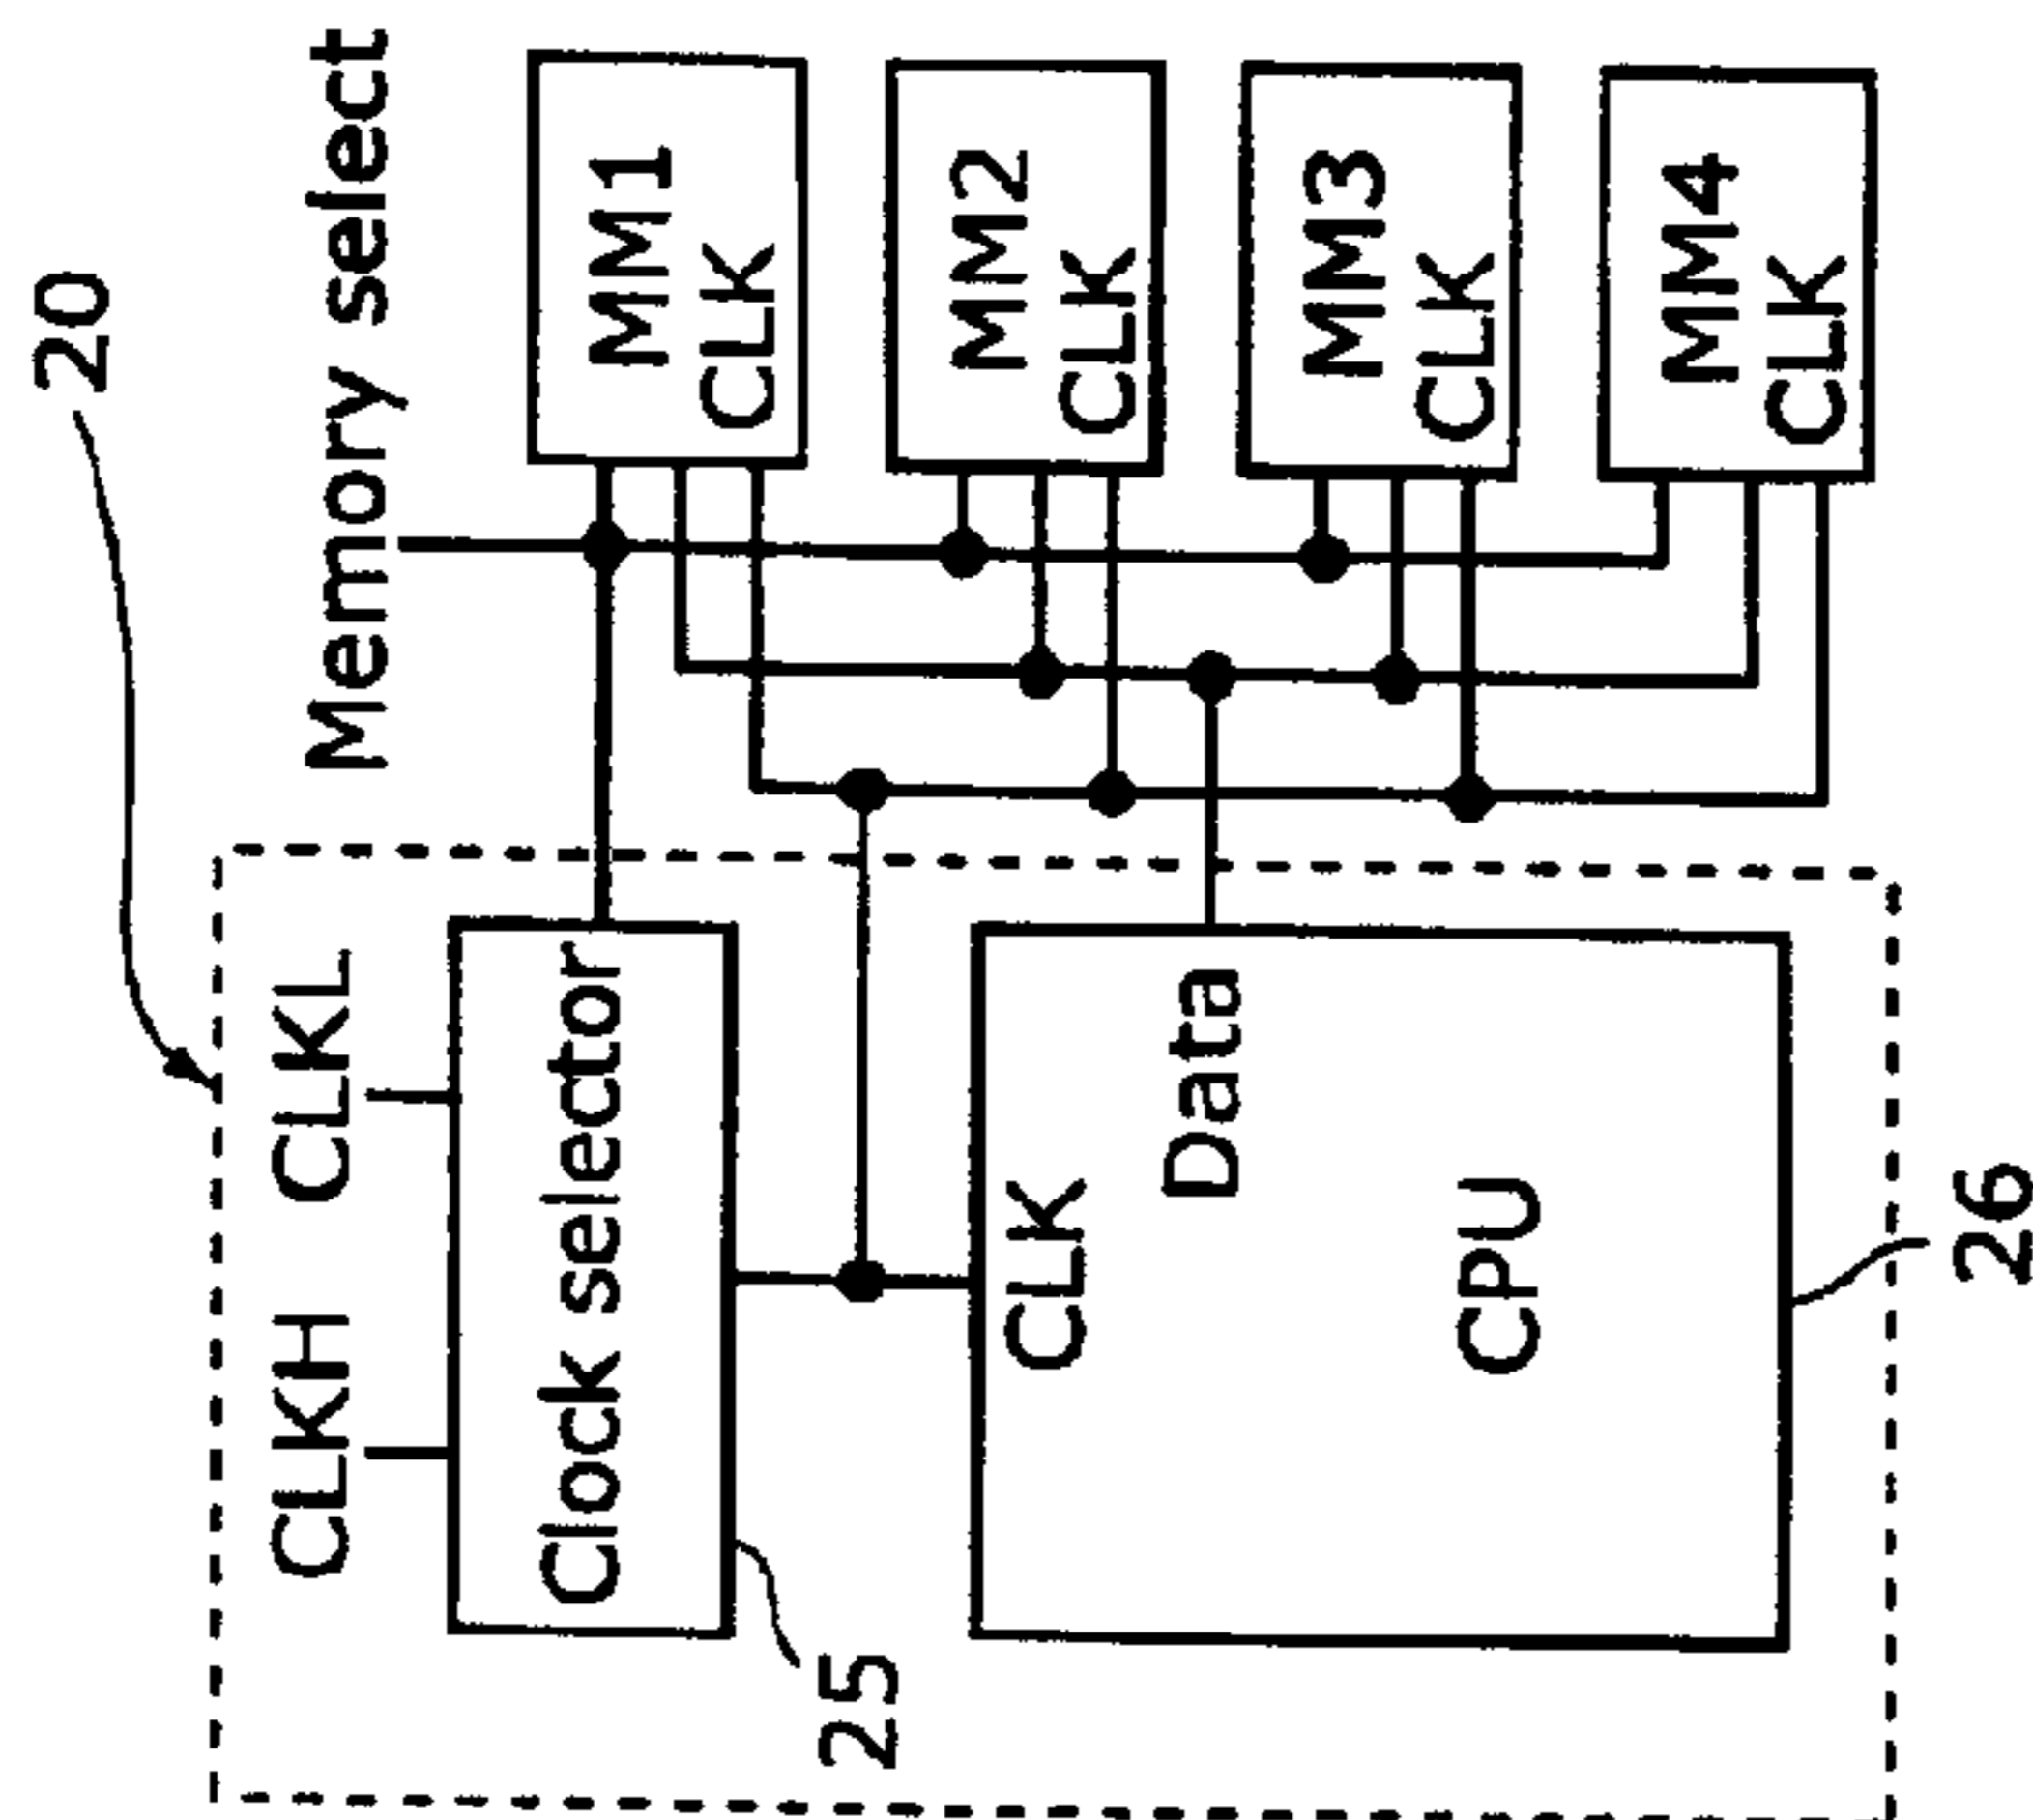 20
Memory select
CLKH
CLKL
Clock selector
25
CLK
Data
CPU
26
MM1
CLK
MM2
CLK
MM3
CLK
MM4
CLK